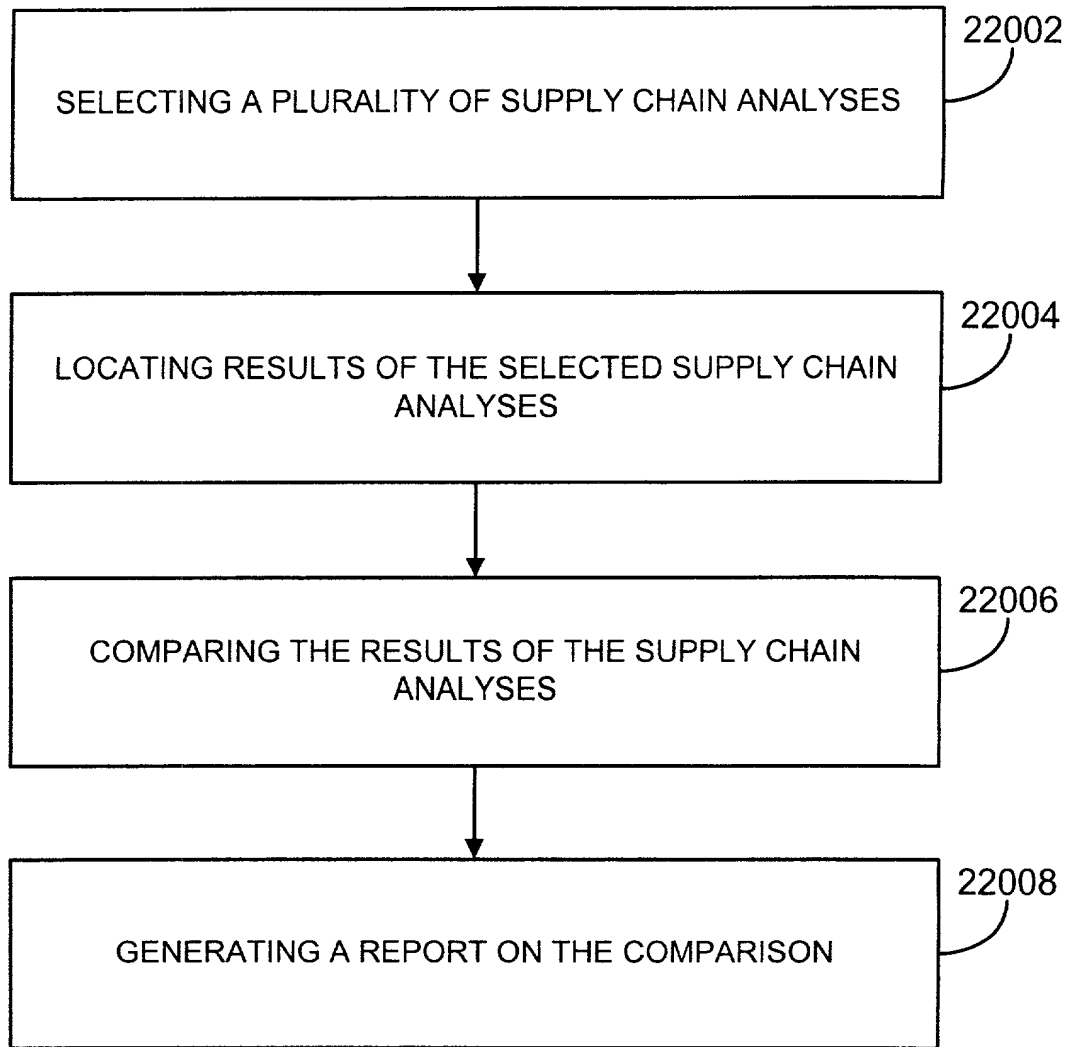 22002
SELECTING A PLURALITY OF SUPPLY CHAIN ANALYSES
22004
LOCATING RESULTS OF THE SELECTED SUPPLY CHAIN
ANALYSES
22006
COMPARING THE RESULTS OF THE SUPPLY CHAIN
ANALYSES
22008
GENERATING A REPORT ON THE COMPARISON